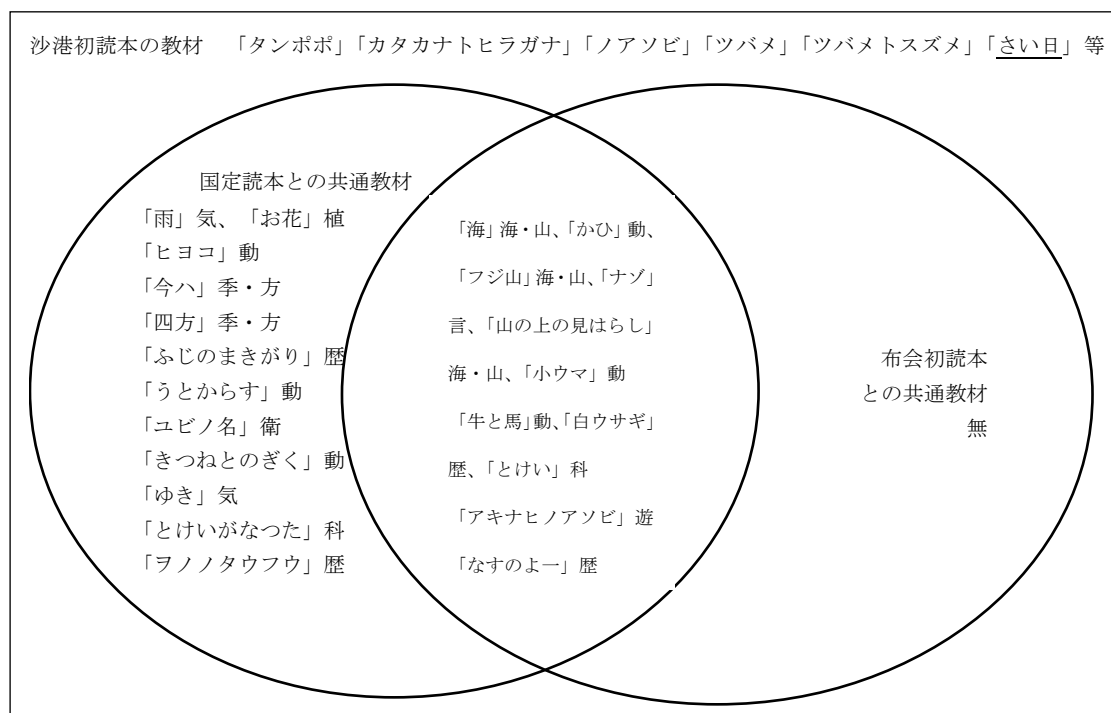 沙港初読本の教材　「タンポポ」「カタカナトヒラガナ」「ノアソビ」「ツバメ」「ツバメトスズメ」「さい日」等
国定読本との共通教材
「雨」気、「お花」植
「ヒヨコ」動
「今ハ」季・方
「四方」季・方
「ふじのまきがり」歴
「うとからす」動
「ユビノ名」衛
「きつねとのぎく」動
「ゆき」気
「とけいがなつた」科
「ヲノノタウフウ」歴
「海」海・山、「かひ」動、
「フジ山」海・山、「ナゾ」
言、「山の上の見はらし」
海・山、「小ウマ」動
「牛と馬」動、「白ウサギ」
歴、「とけい」科
「アキナヒノアソビ」遊
「なすのよ一」歴
布会初読本
との共通教材
無